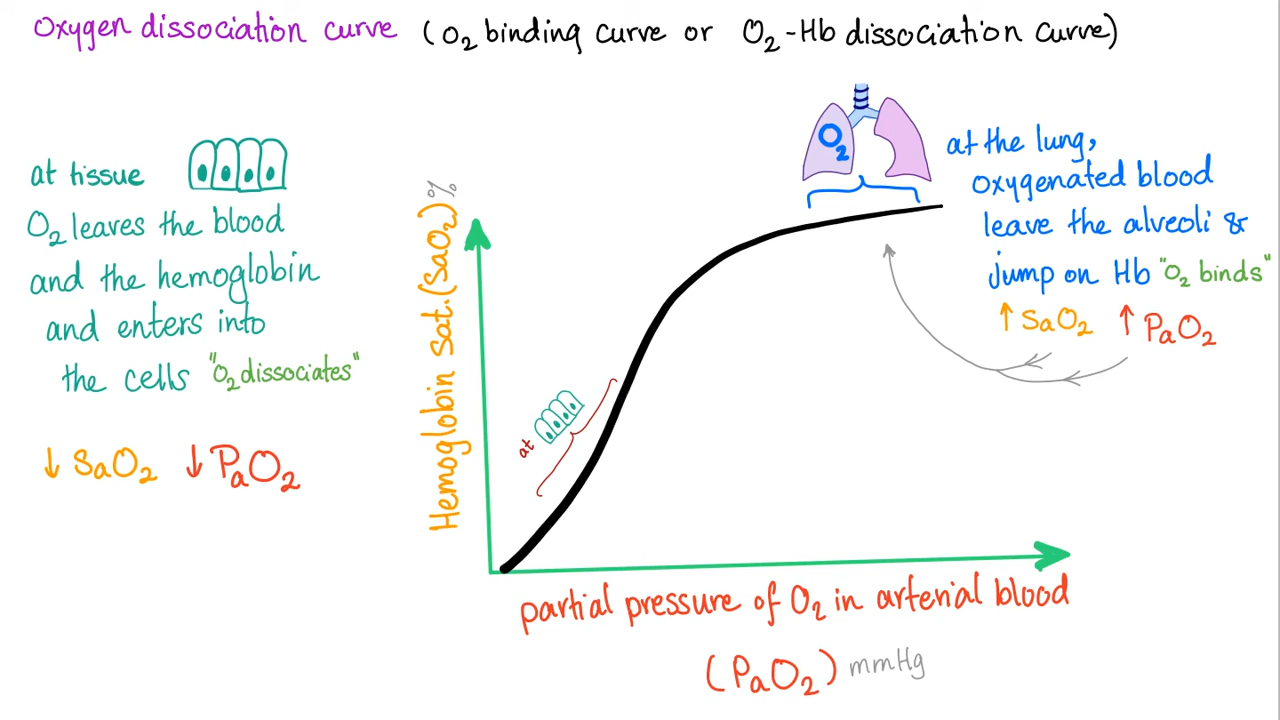 Oxygen dissociation curve (O₂ binding curve or O₂-Hb dissociation curve)
at tissue
O₂ leaves the blood
and the hemoglobin
and enters into
the cells "O₂ dissociates"
↓ SaO₂ ↓ PaO₂
Hemoglobin Sat. (SaO₂) %
at
O₂
at the lung,
oxygenated blood
leave the alveoli &
jump on Hb "O₂ binds"
↑ SaO₂ ↑ PaO₂
partial pressure of O₂ in arterial blood
(PaO₂) mmHg